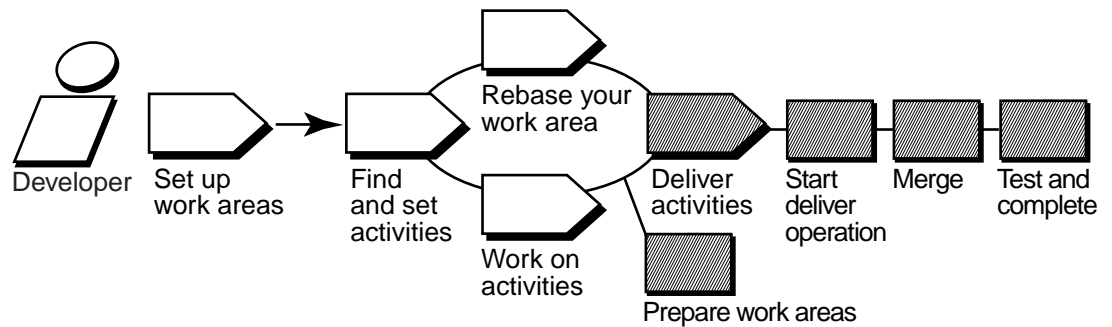 Developer
Set up
work areas
Find
and set
activities
Rebase your
work area
Work on
activities
Deliver
activities
Prepare work areas
Start
deliver
operation
Merge
Test and
complete